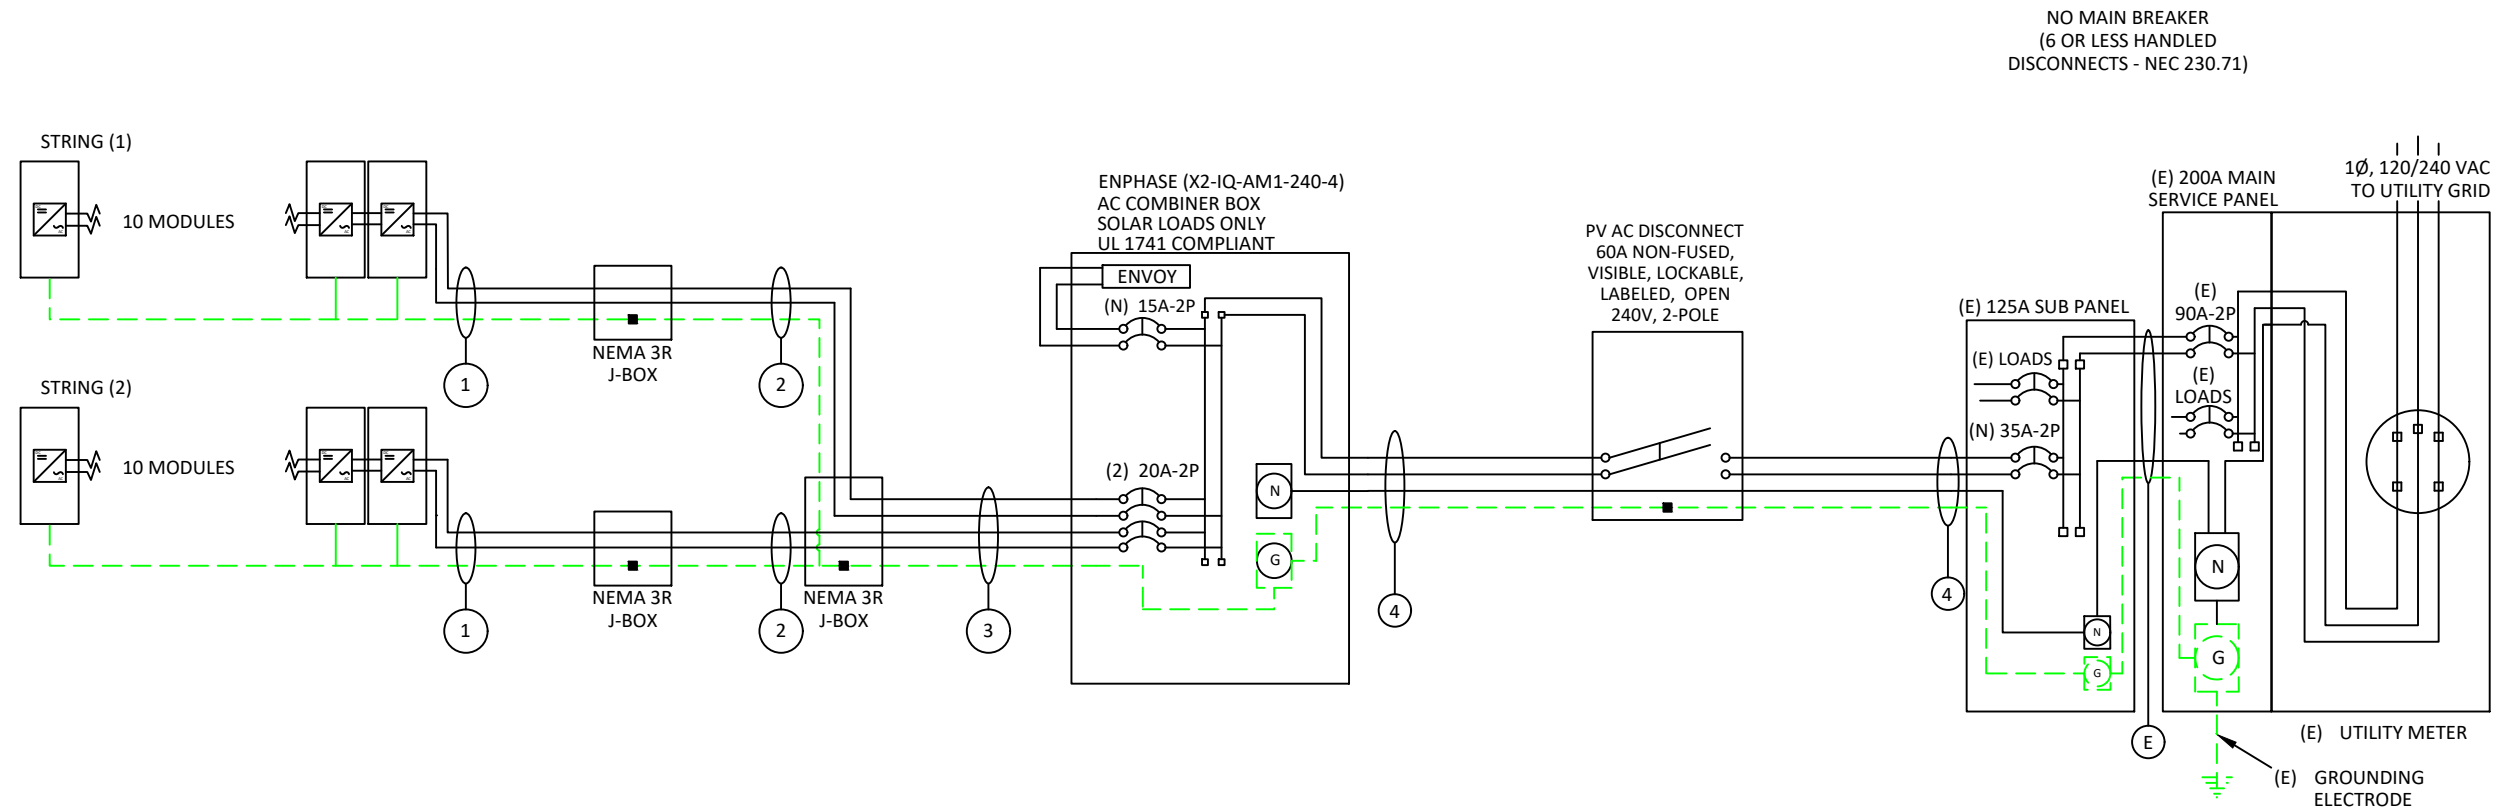 NO MAIN BREAKER
(6 OR LESS HANDLED
DISCONNECTS - NEC 230.71)
STRING (1)
10 MODULES
NEMA 3R
J-BOX
1
2
STRING (2)
10 MODULES
NEMA 3R
J-BOX
NEMA 3R
J-BOX
1
2
3
ENPHASE (X2-IQ-AM1-240-4)
AC COMBINER BOX
SOLAR LOADS ONLY
UL 1741 COMPLIANT
ENVOY
(N) 15A-2P
(2) 20A-2P
N
G
4
PV AC DISCONNECT
60A NON-FUSED,
VISIBLE, LOCKABLE,
LABELED, OPEN
240V, 2-POLE
4
(E) 125A SUB PANEL
(E) LOADS
(N) 35A-2P
N
G
E
(E) 200A MAIN
SERVICE PANEL
(E)
90A-2P
(E)
LOADS
N
G
1Ø, 120/240 VAC
TO UTILITY GRID
(E) UTILITY METER
(E) GROUNDING
ELECTRODE